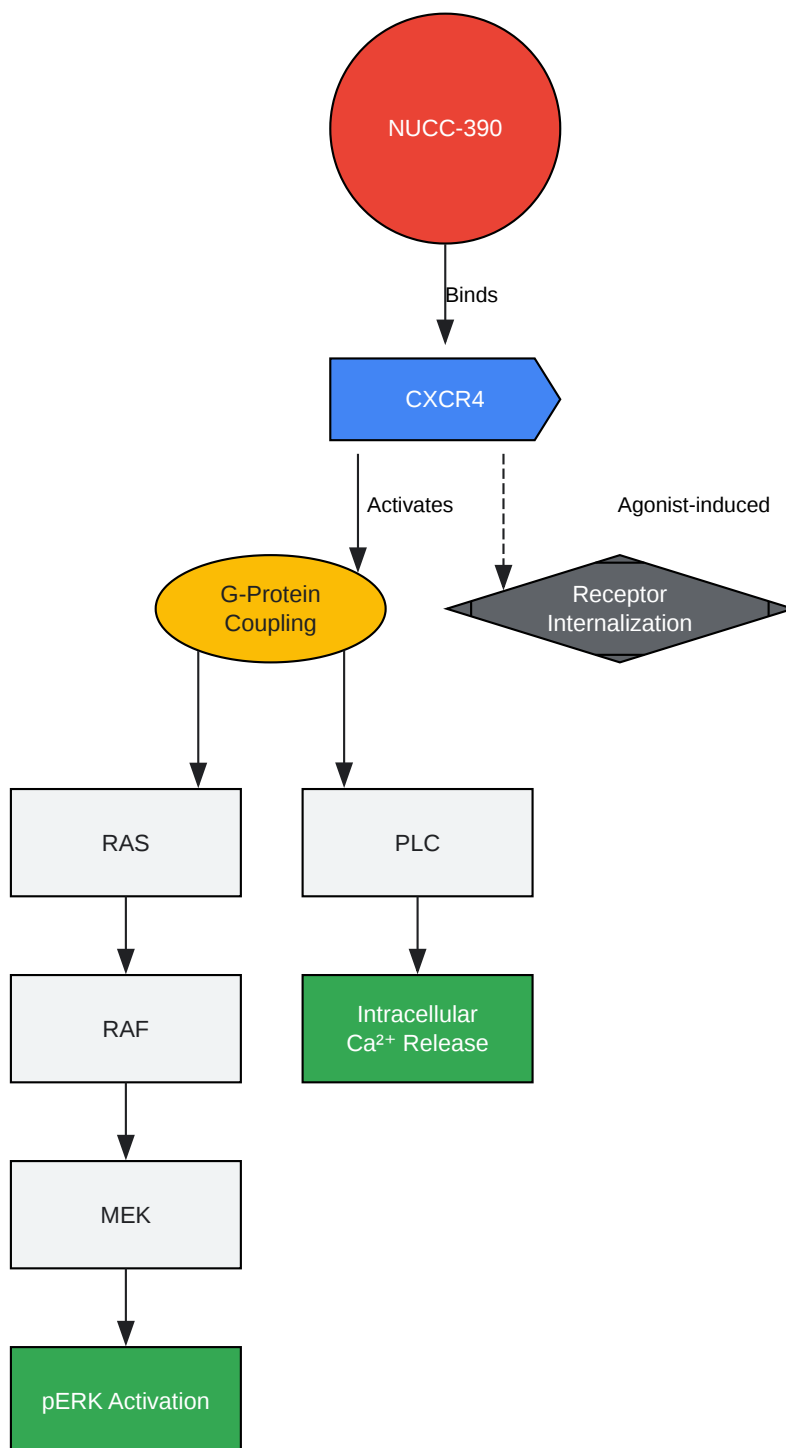 NUCC-390
Binds
CXCR4
Activates
Agonist-induced
G-Protein
Coupling
Receptor
Internalization
RAS
PLC
RAF
Intracellular
Ca²⁺ Release
MEK
pERK Activation